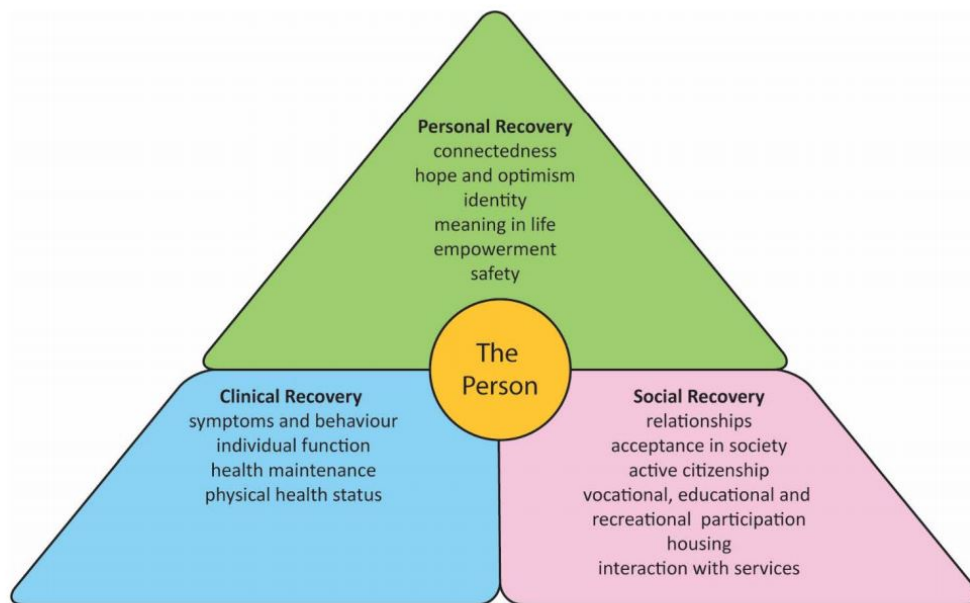 Personal Recovery
connectedness
hope and optimism
identity
meaning in life
empowerment
safety
The
Person
Clinical Recovery
symptoms and behaviour
individual function
health maintenance
physical health status
Social Recovery
relationships
acceptance in society
active citizenship
vocational, educational and
recreational participation
housing
interaction with services